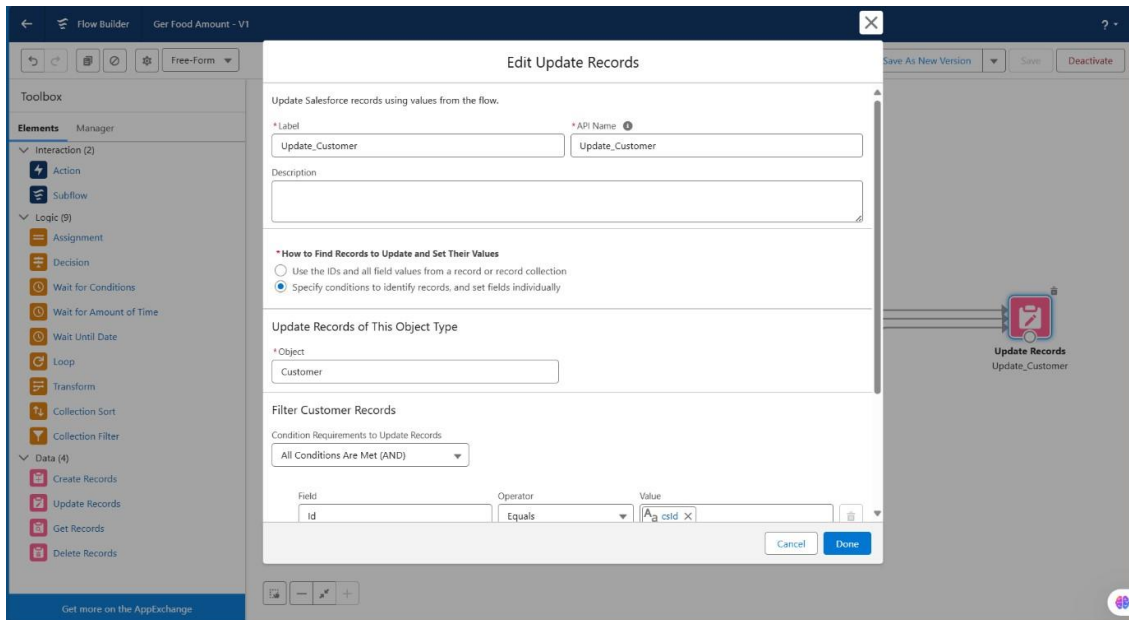 Flow Builder Ger Food Amount - V1
?
Free-Form
Save As New Version
Save
Deactivate
Toolbox
Elements Manager
Interaction (2)
Action
Subflow
Logic (9)
Assignment
Decision
Wait for Conditions
Wait for Amount of Time
Wait Until Date
Loop
Transform
Collection Sort
Collection Filter
Data (4)
Create Records
Update Records
Get Records
Delete Records
Get more on the AppExchange
Edit Update Records
Update Salesforce records using values from the flow.
*Label
*API Name
Update_Customer
Update_Customer
Description
*How to Find Records to Update and Set Their Values
Use the IDs and all field values from a record or record collection
Specify conditions to identify records, and set fields individually
Update Records of This Object Type
*Object
Customer
Filter Customer Records
Condition Requirements to Update Records
All Conditions Are Met (AND)
Field Operator Value
Id Equals Aa csId
Cancel Done
Update Records
Update_Customer